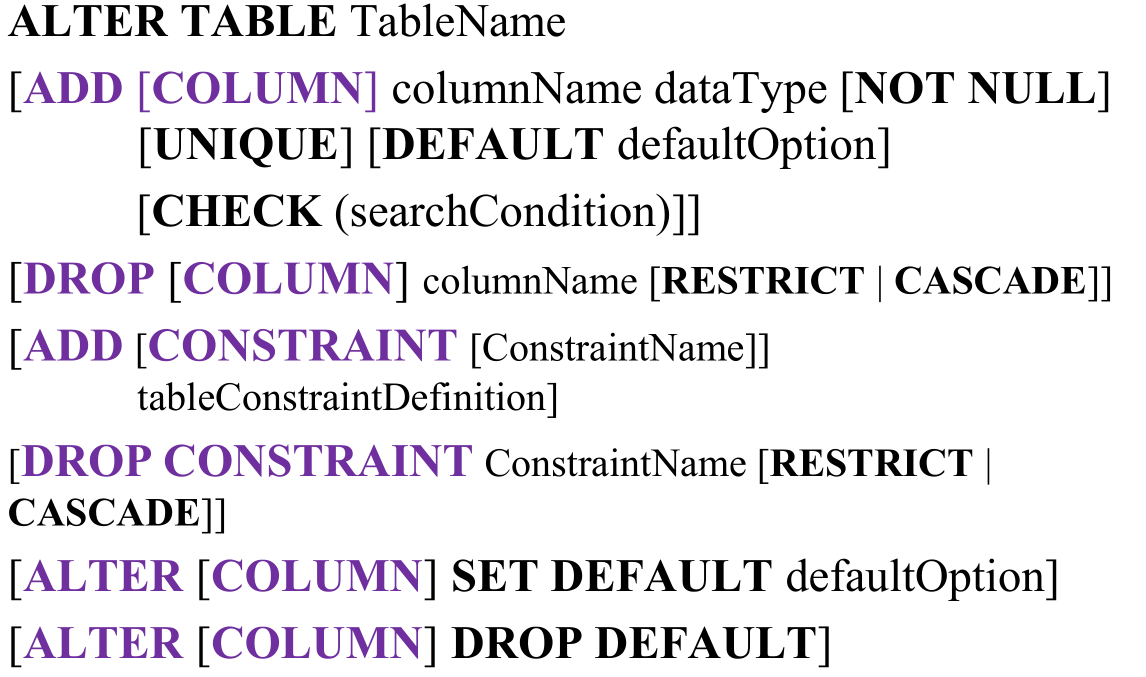 ALTER TABLE TableName
[ADD [COLUMN] columnName dataType [NOT NULL]
[UNIQUE] [DEFAULT defaultOption]
[CHECK (searchCondition)]]
[DROP [COLUMN] columnName [RESTRICT | CASCADE]]
[ADD [CONSTRAINT [ConstraintName]]
tableConstraintDefinition]
[DROP CONSTRAINT ConstraintName [RESTRICT |
CASCADE]]
[ALTER [COLUMN] SET DEFAULT defaultOption]
[ALTER [COLUMN] DROP DEFAULT]